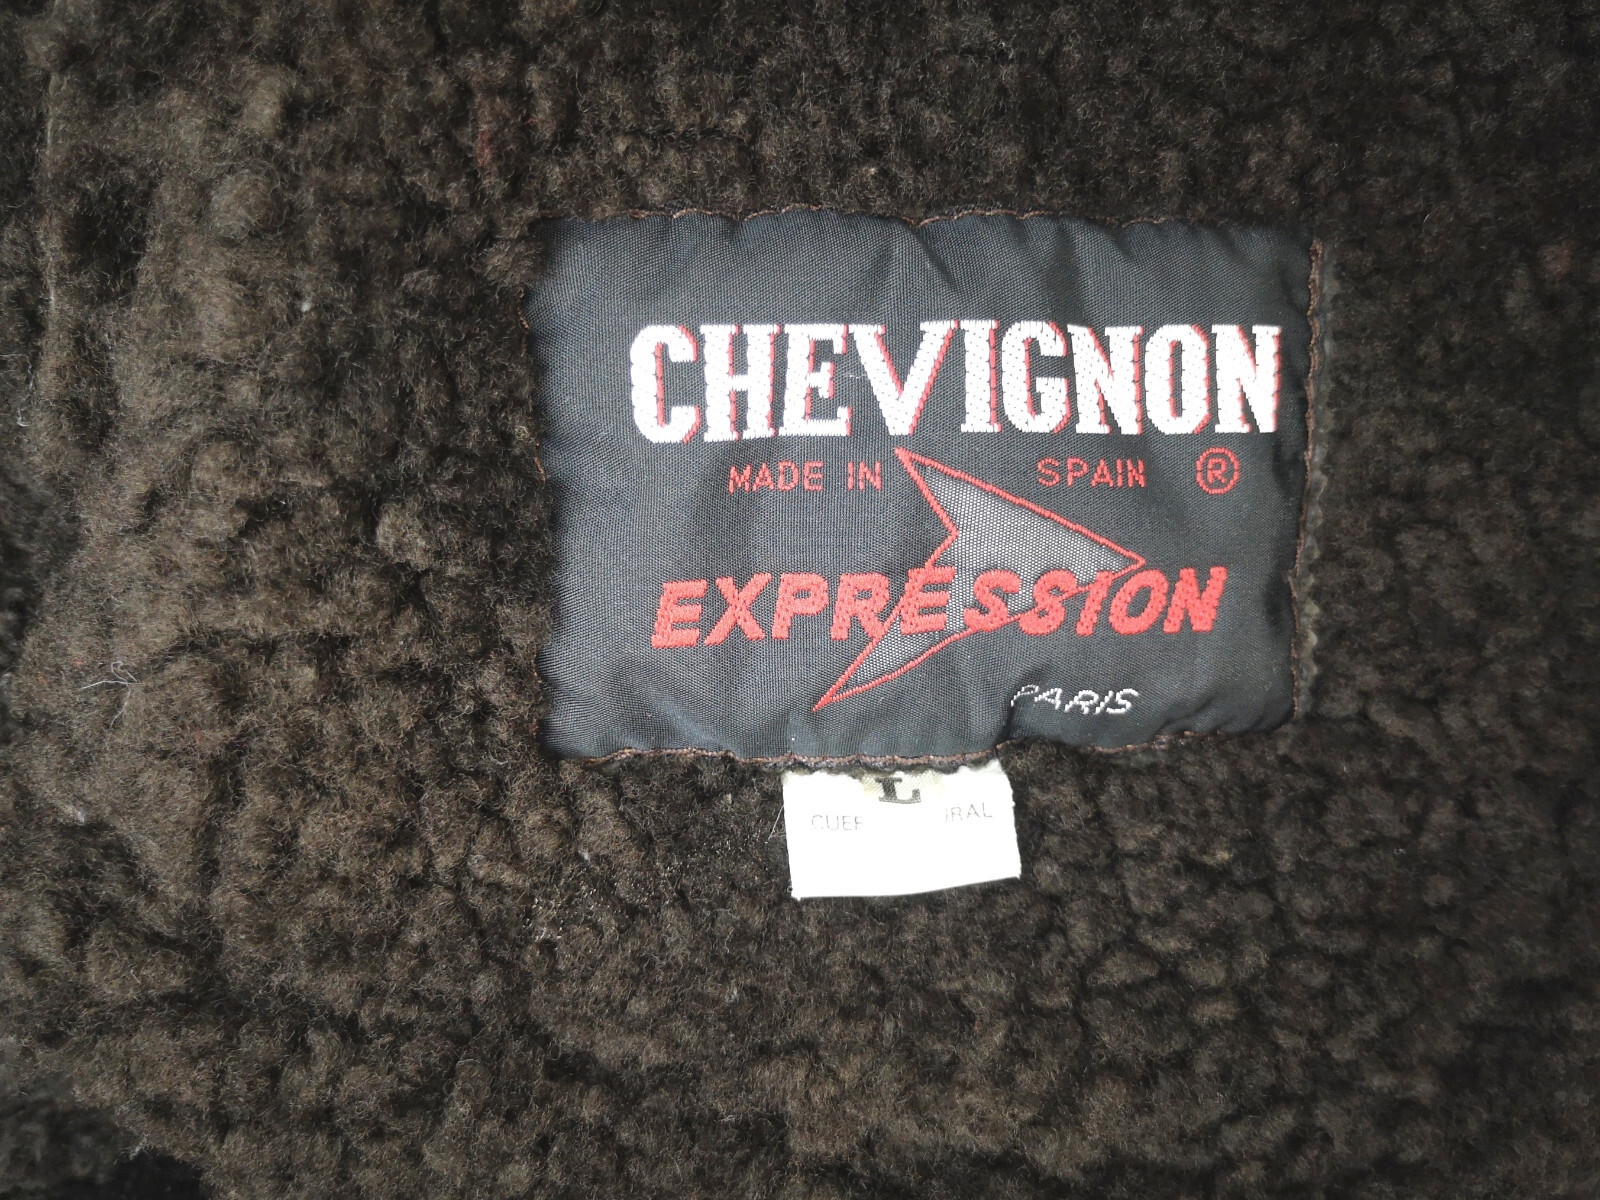 CHEVIGNON
MADE IN SPAIN ®
EXPRESSION
PARIS
L